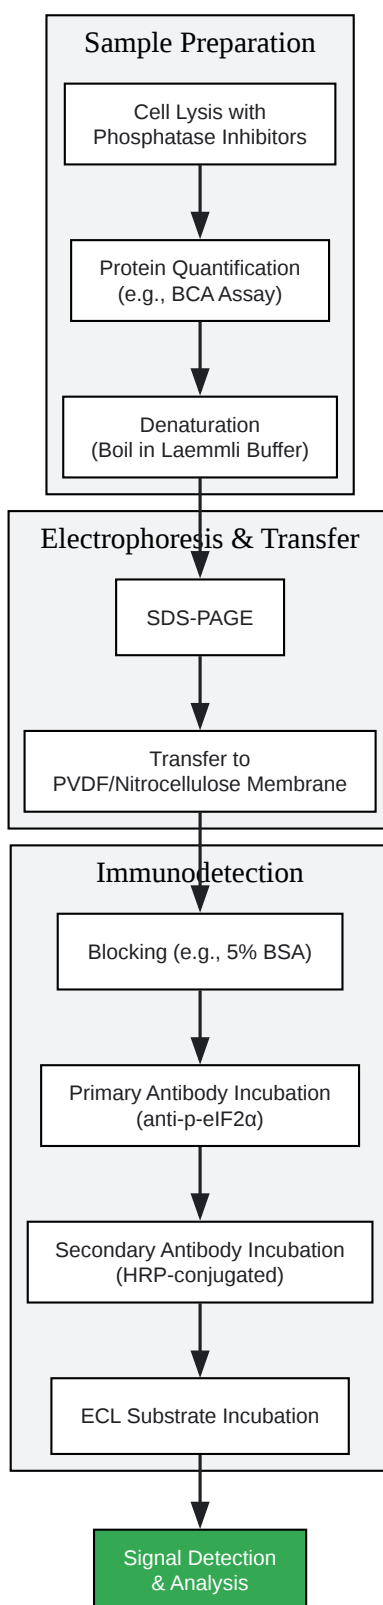 Sample Preparation
Cell Lysis with
Phosphatase Inhibitors
Protein Quantification
(e.g., BCA Assay)
Denaturation
(Boil in Laemmli Buffer)
Electrophoresis & Transfer
SDS-PAGE
Transfer to
PVDF/Nitrocellulose Membrane
Immunodetection
Blocking (e.g., 5% BSA)
Primary Antibody Incubation
(anti-p-eIF2α)
Secondary Antibody Incubation
(HRP-conjugated)
ECL Substrate Incubation
Signal Detection
& Analysis